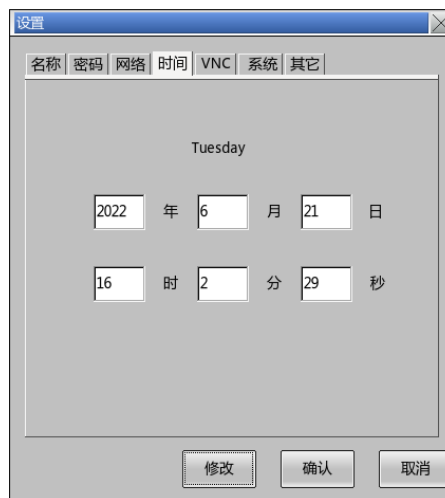 设置
名称 密码 网络 时间 VNC 系统 其它
Tuesday
2022 年 6 月 21 日
16 时 2 分 29 秒
修改 确认 取消